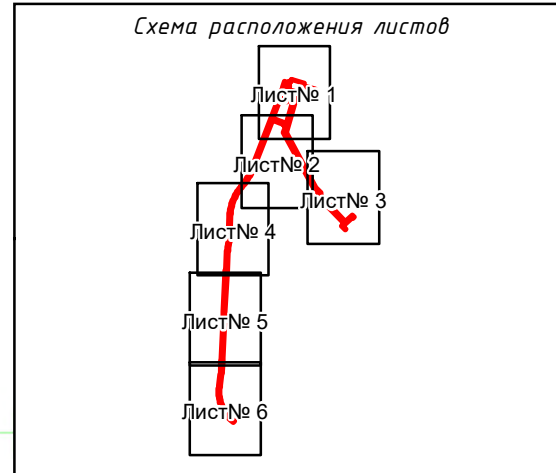 Схема расположения листов
Лист№ 1
Лист№ 2
Лист№ 3
Лист№ 4
Лист№ 5
Лист№ 6